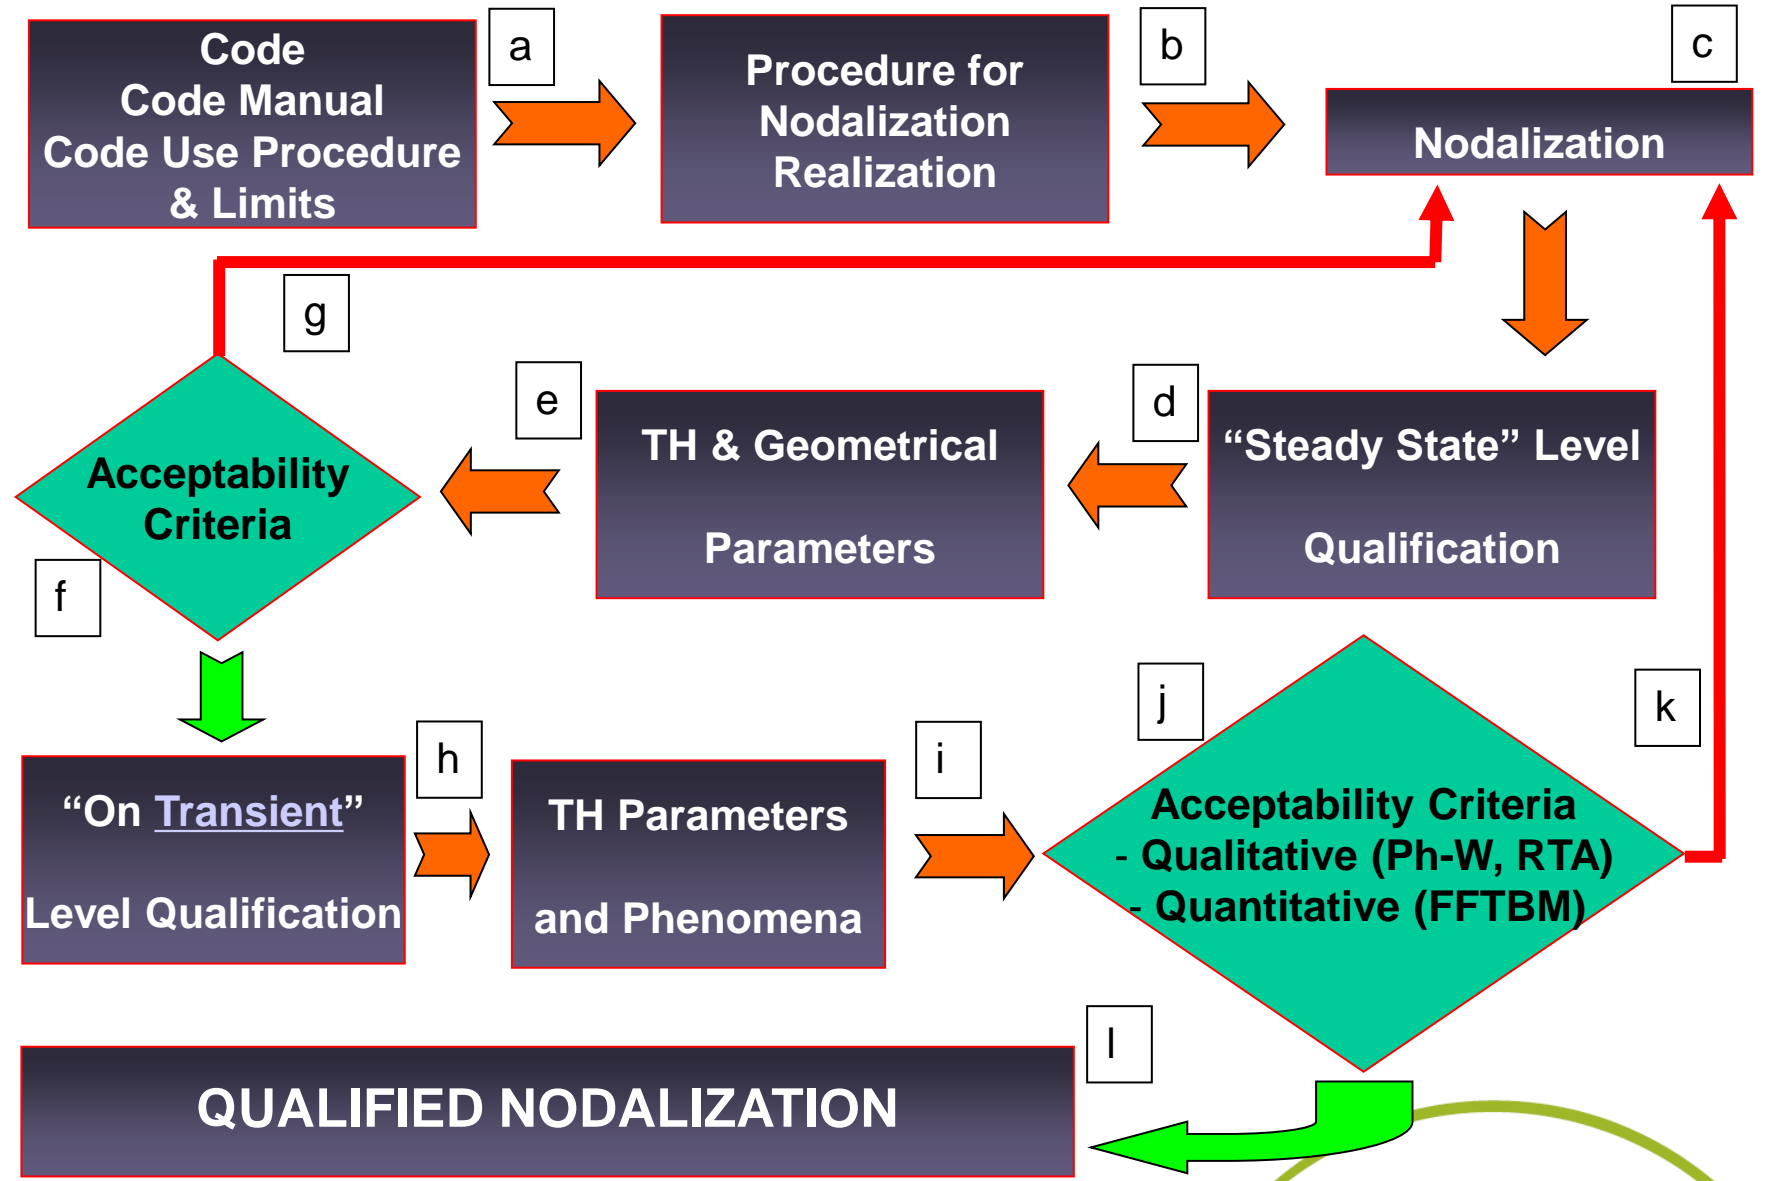 Code
Code Manual
Code Use Procedure
& Limits
a
Procedure for
Nodalization
Realization
b
c
Nodalization
g
Acceptability
Criteria
e
TH & Geometrical
Parameters
d
“Steady State” Level
Qualification
f
“On Transient”
Level Qualification
h
TH Parameters
and Phenomena
i
j
Acceptability Criteria
- Qualitative (Ph-W, RTA)
- Quantitative (FFTBM)
k
l
QUALIFIED NODALIZATION